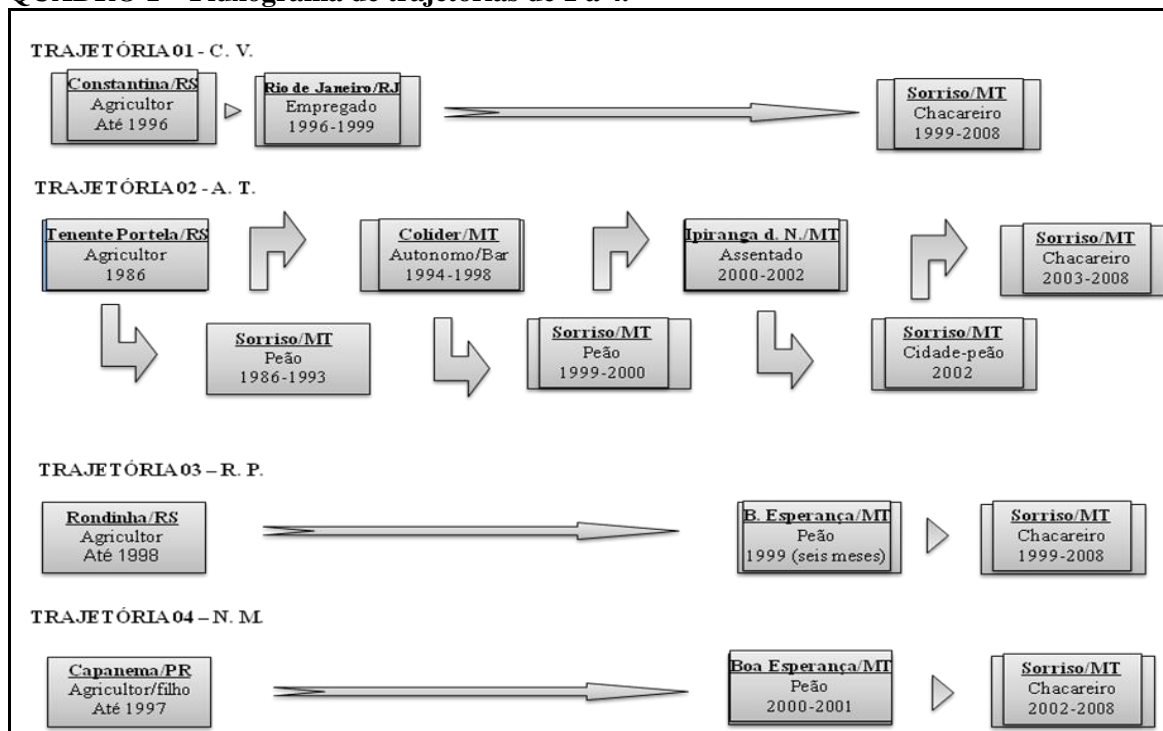 QUADRO – Fluxograma de trajetórias de 1 a 4.
TRAJETÓRIA 01 - C. V.
Constantina/RS
Agricultor
Até 1996
Rio de Janeiro/RJ
Empregado
1996-1999
Sorriso/MT
Chacareiro
1999-2008
TRAJETÓRIA 02 - A. T.
Tenente Portela/RS
Agricultor
1986
Sorriso/MT
Peão
1986-1993
Colider/MT
Autonomo/Bar
1994-1998
Sorriso/MT
Peão
1999-2000
Ipiranga d. N./MT
Assentado
2000-2002
Sorriso/MT
Cidade-peão
2002
Sorriso/MT
Chacareiro
2003-2008
TRAJETÓRIA 03 – R. P.
Rondinha/RS
Agricultor
Até 1998
B. Esperança/MT
Peão
1999 (seis meses)
Sorriso/MT
Chacareiro
1999-2008
TRAJETÓRIA 04 – N. M.
Capanema/PR
Agricultor/filho
Até 1997
Boa Esperança/MT
Peão
2000-2001
Sorriso/MT
Chacareiro
2002-2008